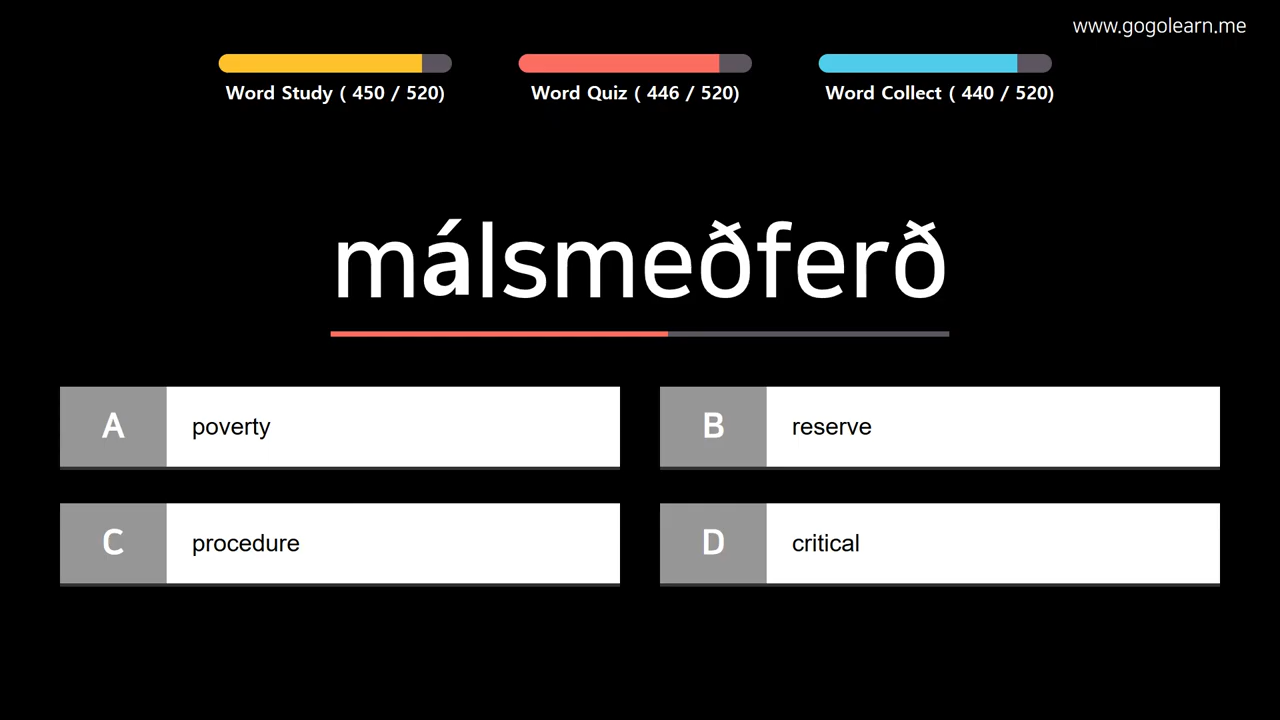 www.gogolearn.me
Word Study ( 450 / 520)
Word Quiz ( 446 / 520)
Word Collect ( 440 / 520)
málsmeðferð
A poverty
B reserve
C procedure
D critical